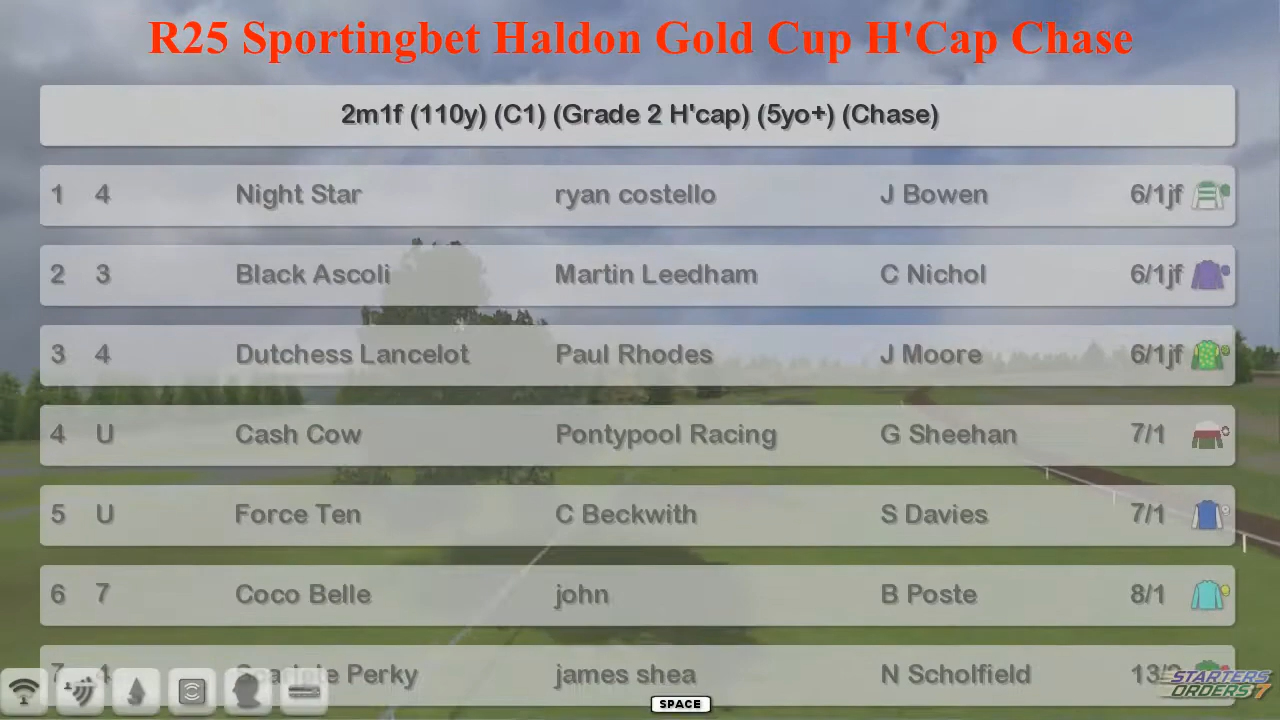 R25 Sportingbet Haldon Gold Cup H'Cap Chase
2m1f (110y) (C1) (Grade 2 H'cap) (5yo+) (Chase)
1 4 Night Star ryan costello J Bowen 6/1jf
2 3 Black Ascoli Martin Leedham C Nichol 6/1jf
3 4 Dutchess Lancelot Paul Rhodes J Moore 6/1jf
4 U Cash Cow Pontypool Racing G Sheehan 7/1
5 U Force Ten C Beckwith S Davies 7/1
6 7 Coco Belle john B Poste 8/1
7 4 Perky james shea N Scholfield
STARTERS ORDERS 7
SPACE